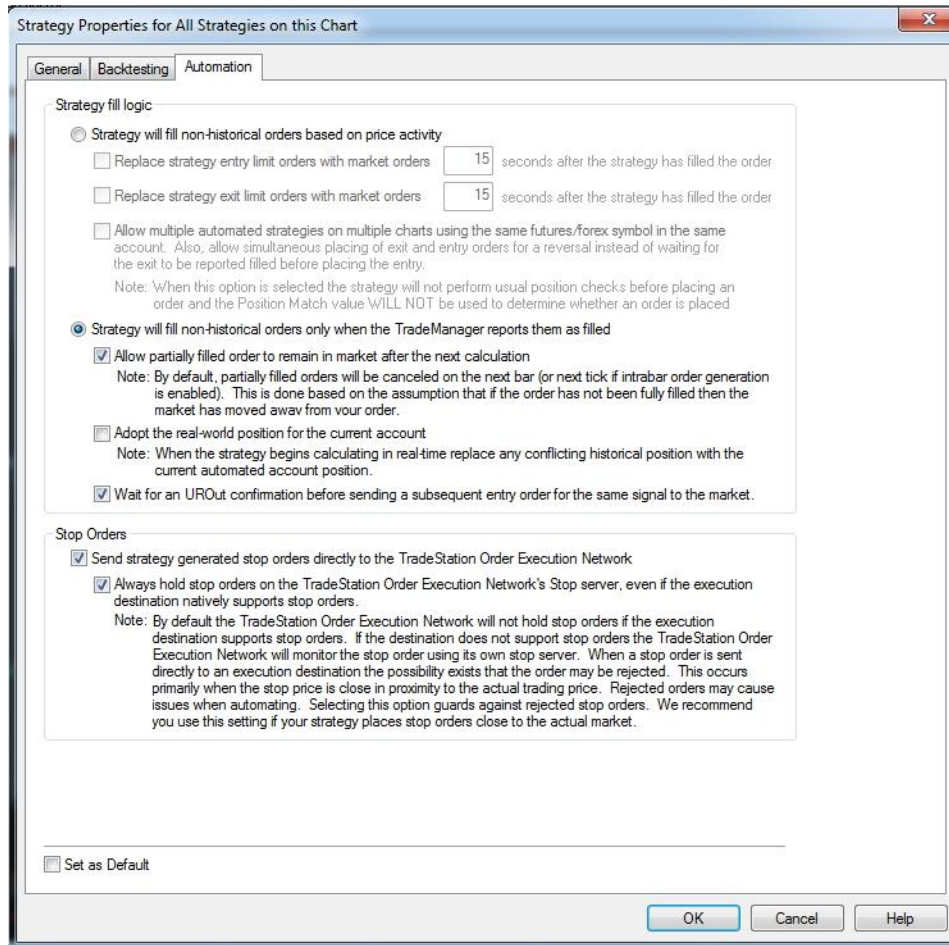 Strategy Properties for All Strategies on this Chart
General Backtesting Automation
Strategy fill logic
Strategy will fill non-historical orders based on price activity
Replace strategy entry limit orders with market orders 15 seconds after the strategy has filled the order
Replace strategy exit limit orders with market orders 15 seconds after the strategy has filled the order
Allow multiple automated strategies on multiple charts using the same futures/forex symbol in the same
account. Also, allow simultaneous placing of exit and entry orders for a reversal instead of waiting for
the exit to be reported filled before placing the entry.
Note: When this option is selected the strategy will not perform usual position checks before placing an
order and the Position Match value WILL NOT be used to determine whether an order is placed
Strategy will fill non-historical orders only when the TradeManager reports them as filled
Allow partially filled order to remain in market after the next calculation
Note: By default, partially filled orders will be canceled on the next bar (or next tick if intrabar order generation
is enabled). This is done based on the assumption that if the order has not been fully filled then the
market has moved away from your order.
Adopt the real-world position for the current account
Note: When the strategy begins calculating in real-time replace any conflicting historical position with the
current automated account position.
Wait for an UROut confirmation before sending a subsequent entry order for the same signal to the market.
Stop Orders
Send strategy generated stop orders directly to the TradeStation Order Execution Network
Always hold stop orders on the TradeStation Order Execution Network's Stop server, even if the execution
destination natively supports stop orders.
Note: By default the TradeStation Order Execution Network will not hold stop orders if the execution
destination supports stop orders. If the destination does not support stop orders the TradeStation Order
Execution Network will monitor the stop order using its own stop server. When a stop order is sent
directly to an execution destination the possibility exists that the order may be rejected. This occurs
primarily when the stop price is close in proximity to the actual trading price. Rejected orders may cause
issues when automating. Selecting this option guards against rejected stop orders. We recommend
you use this setting if your strategy places stop orders close to the actual market.
Set as Default
OK Cancel Help